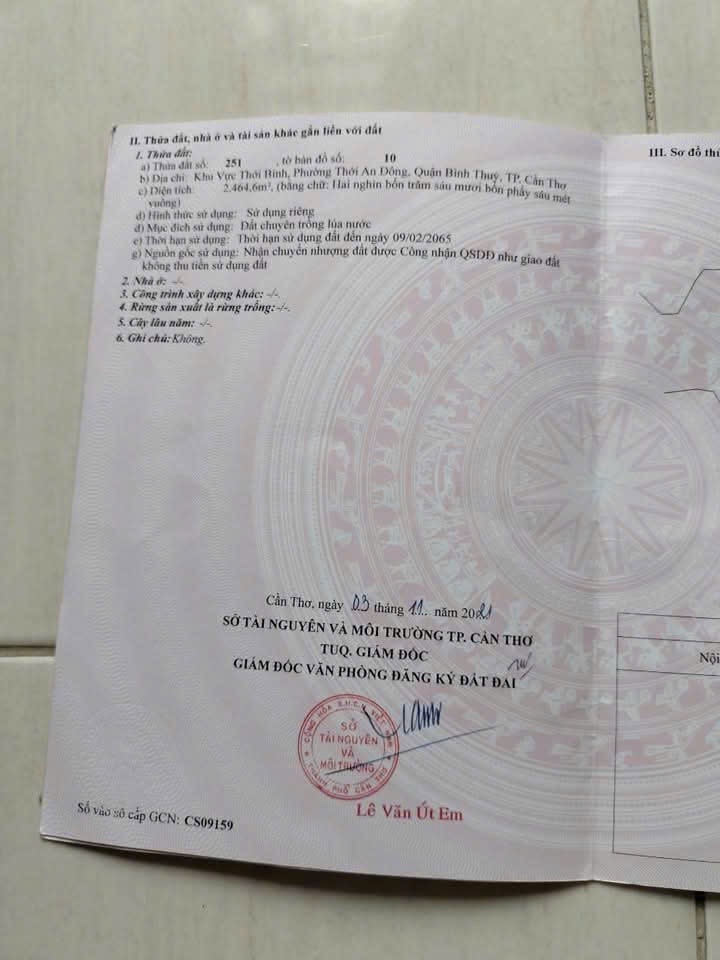 II. Thửa đất, nhà ở và tài sản khác gắn liền với đất
1. Thửa đất:
a) Thửa đất số: 251 , tờ bản đồ số: 10
b) Địa chỉ: Khu Vực Thới Bình, Phường Thới An Đông, Quận Bình Thuỷ, TP. Cần Thơ
c) Diện tích: 2.464,6m², (bằng chữ: Hai nghìn bốn trăm sáu mươi bốn phẩy sáu mét
vuông)
d) Hình thức sử dụng: Sử dụng riêng
đ) Mục đích sử dụng: Đất chuyên trồng lúa nước
e) Thời hạn sử dụng: Thời hạn sử dụng đất đến ngày 09/02/2065
g) Nguồn gốc sử dụng: Nhận chuyển nhượng đất được Công nhận QSDĐ như giao đất
không thu tiền sử dụng đất
2. Nhà ở: -/-.
3. Công trình xây dựng khác: -/-.
4. Rừng sản xuất là rừng trồng: -/-.
5. Cây lâu năm: -/-.
6. Ghi chú: Không.
III. Sơ đồ
Cần Thơ, ngày 03 tháng 11.. năm 2021
SỞ TÀI NGUYÊN VÀ MÔI TRƯỜNG TP. CẦN THƠ
TUQ. GIÁM ĐỐC
GIÁM ĐỐC VĂN PHÒNG ĐĂNG KÝ ĐẤT ĐAI
CỘNG HÒA X.H.C.N VIỆT NAM
SỞ
TÀI NGUYÊN
VÀ
MÔI TRƯỜNG
THÀNH PHỐ CẦN THƠ
Lê Văn Út Em
Số vào sổ cấp GCN: CS09159
Nội